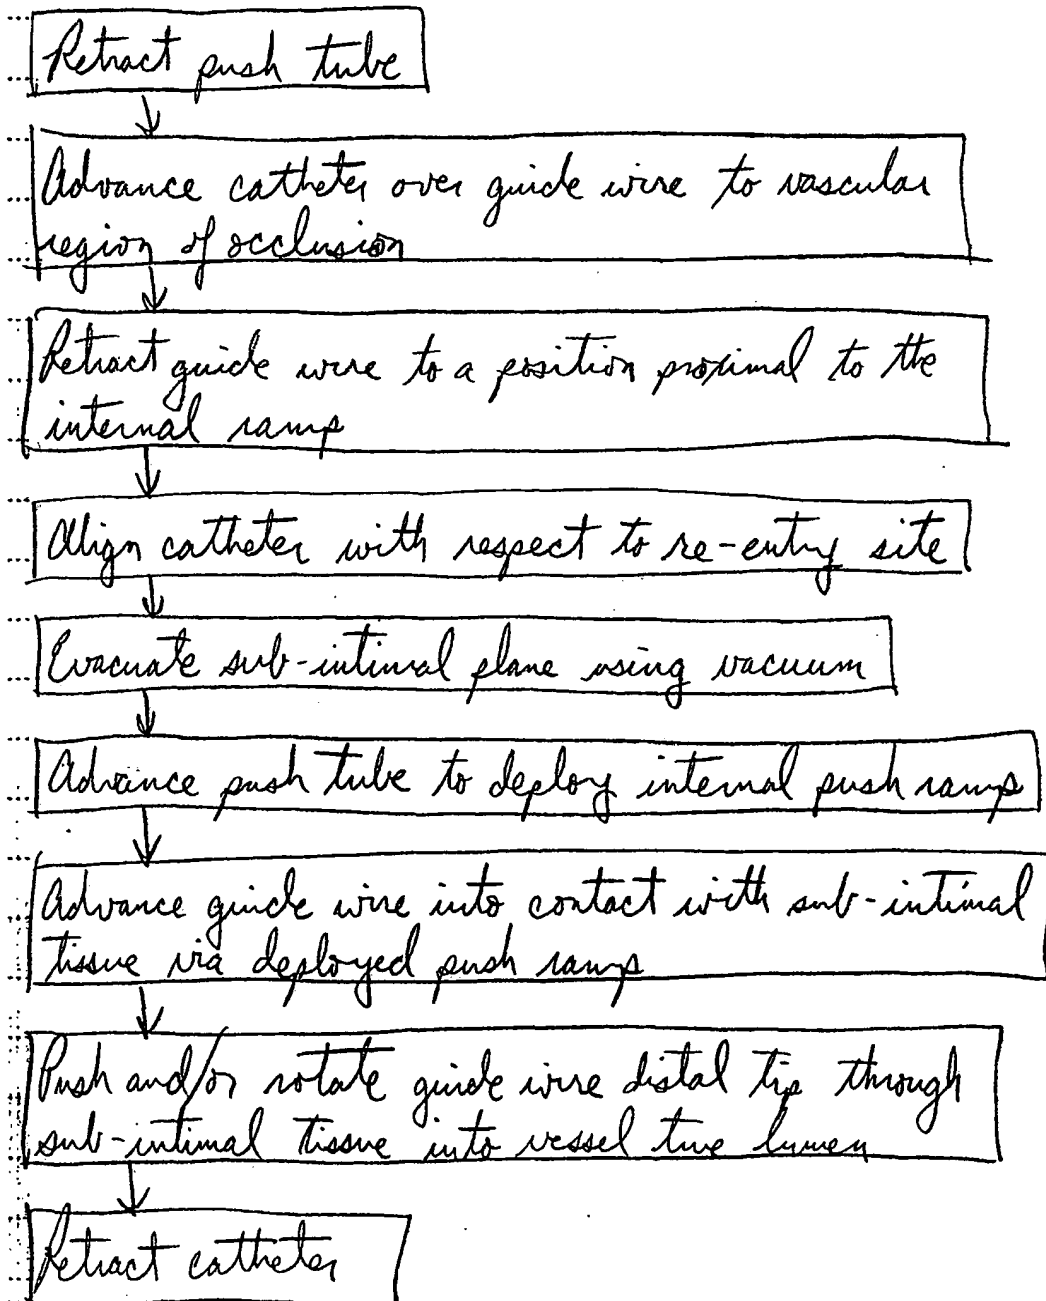 Retract push tube
Advance catheter over guide wire to vascular
region of occlusion
Retract guide wire to a position proximal to the
internal ramp
Align catheter with respect to re-entry site
Evacuate sub-intimal plane using vacuum
Advance push tube to deploy internal push ramp
Advance guide wire into contact with sub-intimal
tissue via deployed push ramp
Push and/or rotate guide wire distal tip through
sub-intimal tissue into vessel true lumen
Retract catheter